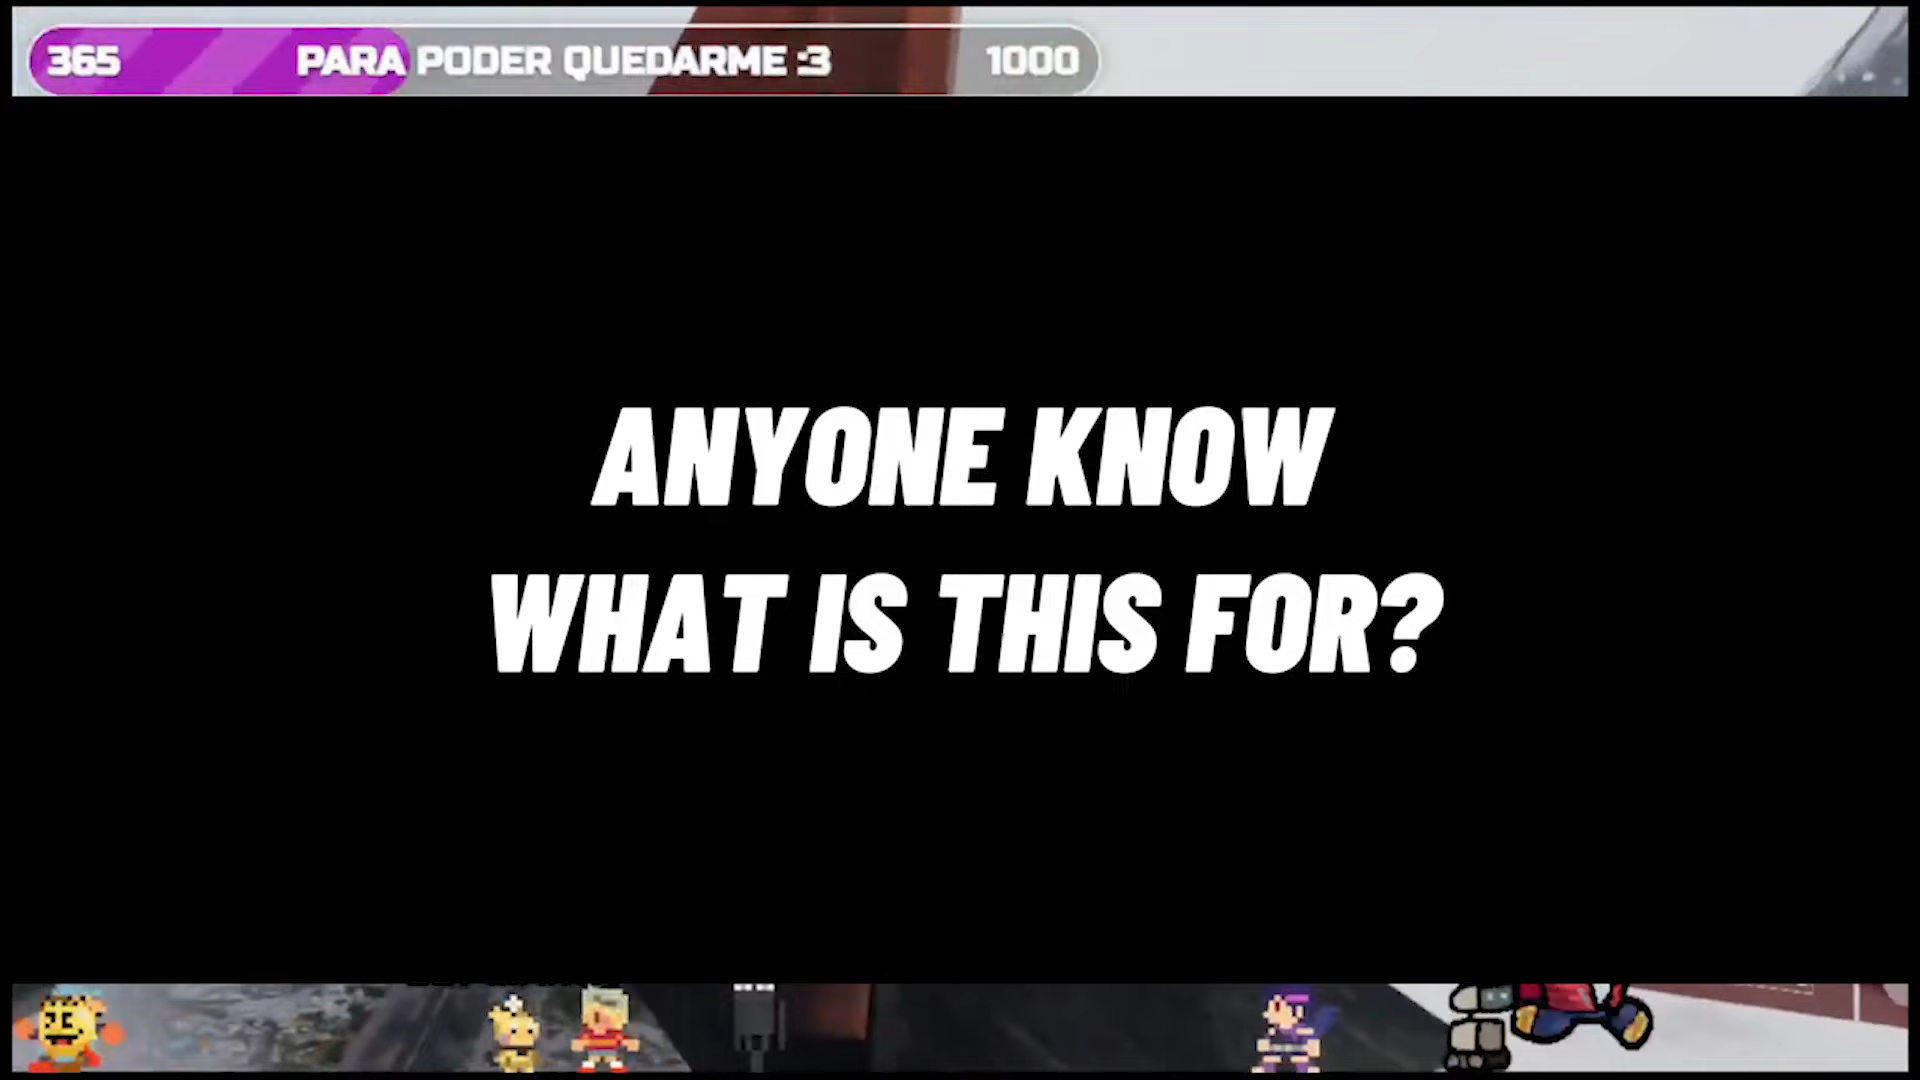 365 PARA PODER QUEDARME :3 1000
ANYONE KNOW
WHAT IS THIS FOR?